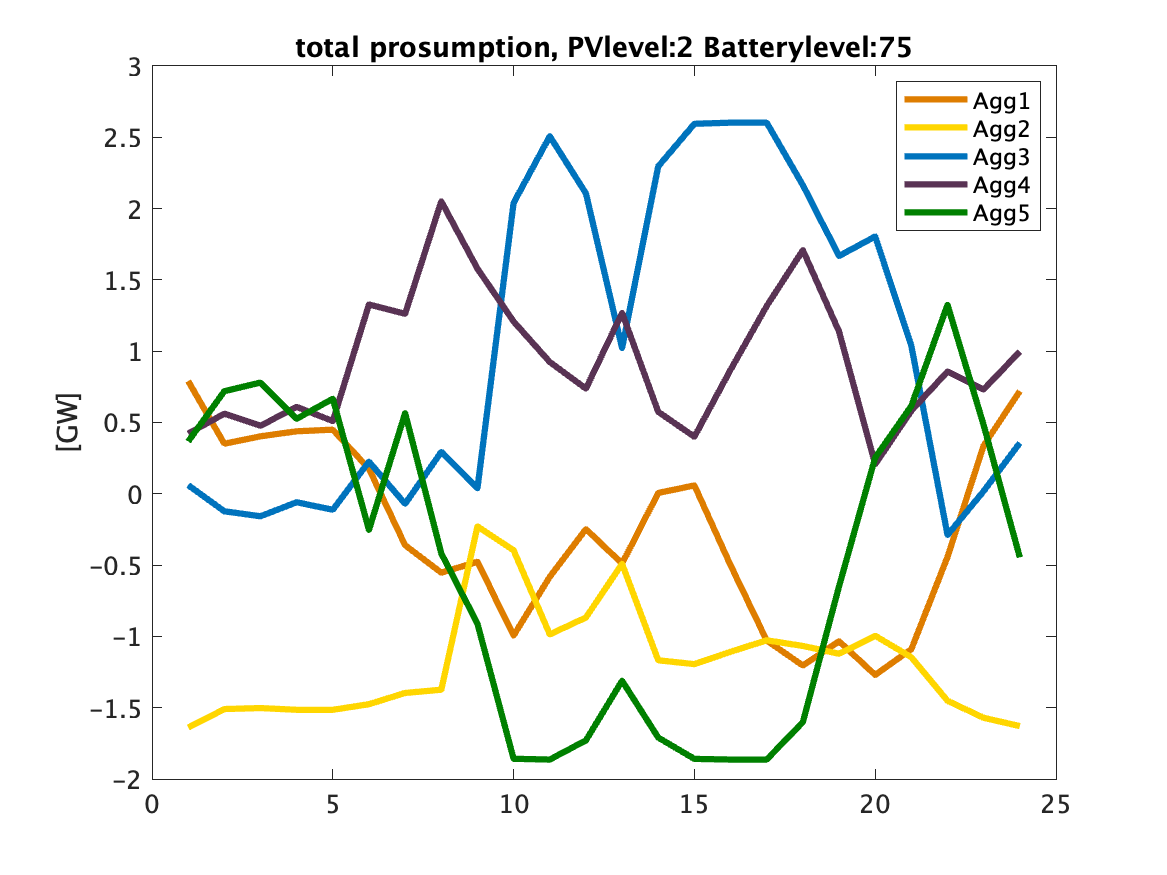 total prosumption, PVlevel:2 Batterylevel:75
3
2.5
2
1.5
1
0.5
0
−0.5
−1
−1.5
−2
[GW]
Agg1
Agg2
Agg3
Agg4
Agg5
0 5 10 15 20 25